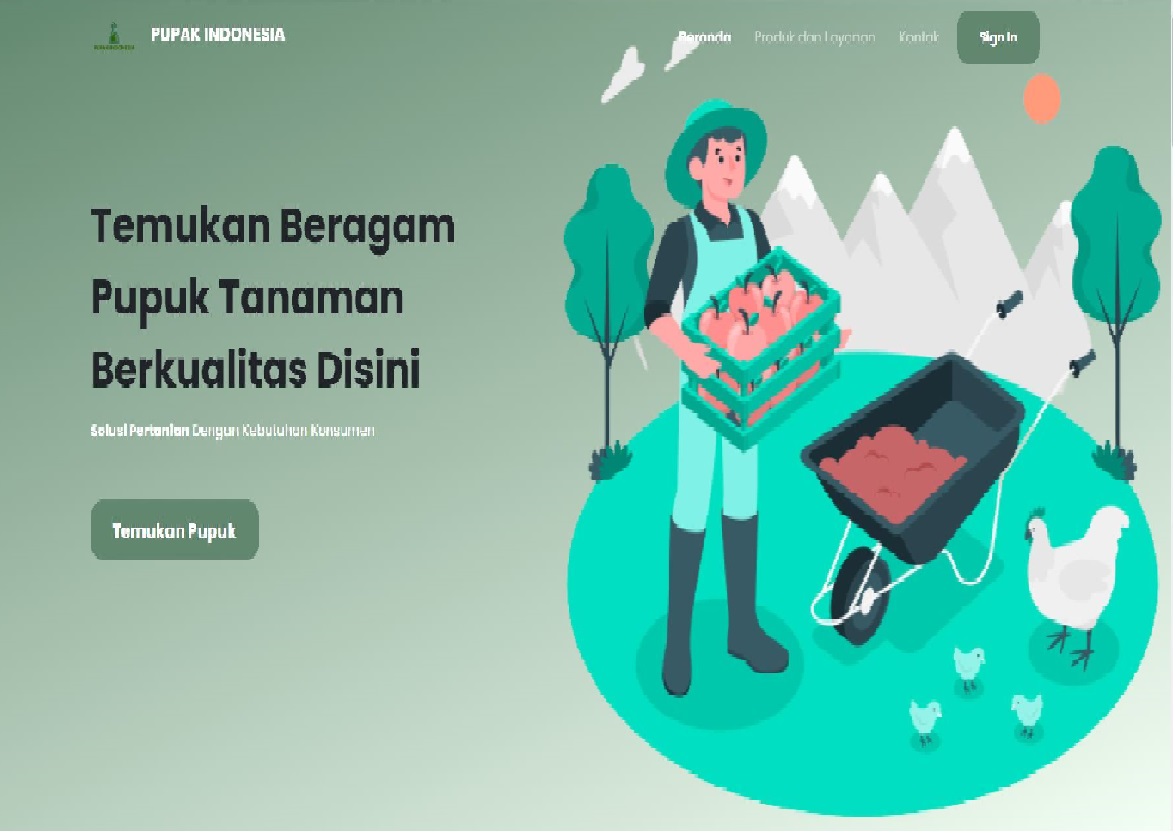 PUPAK INDONESIA
Beranda Produk dan Layanan Kontak Sign In
Temukan Beragam
Pupuk Tanaman
Berkualitas Disini
Solusi Pertanian Dengan Kebutuhan Konsumen
Temukan Pupuk